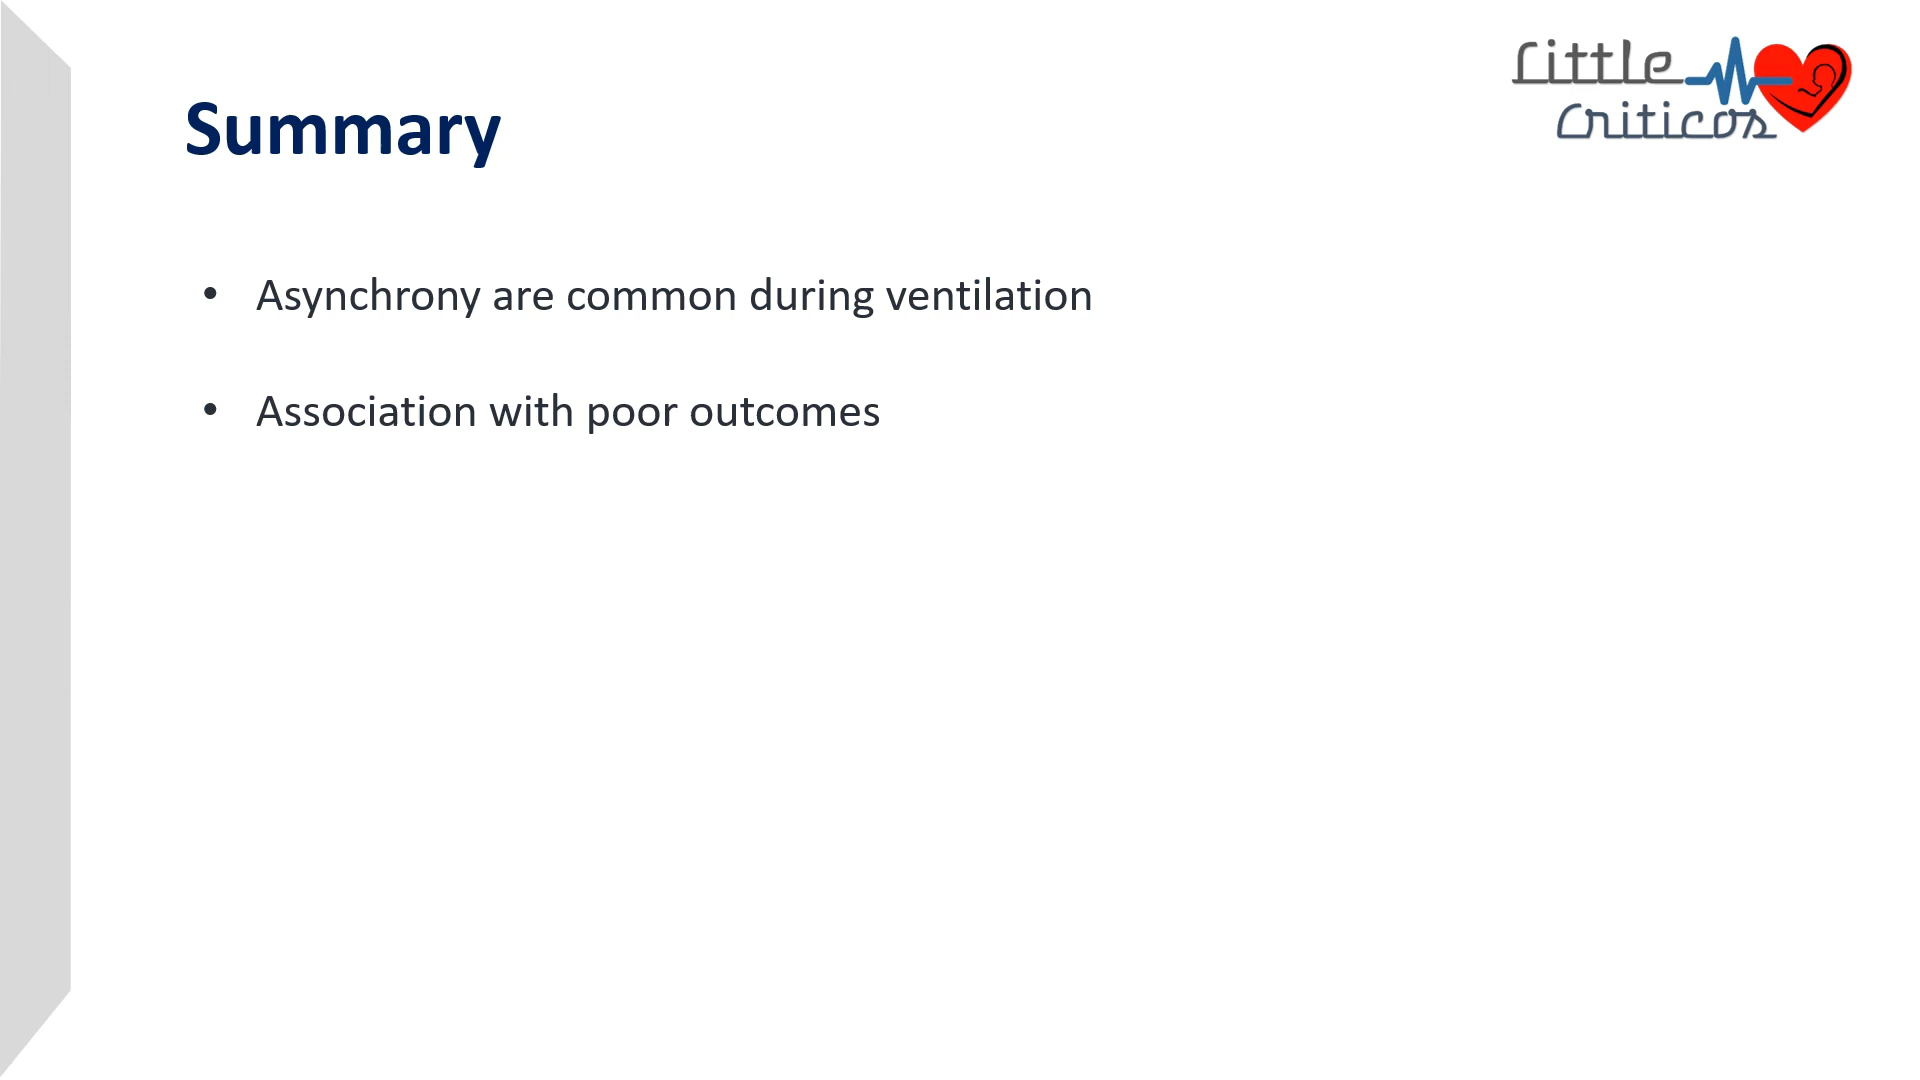 Little
Criticos
Summary
• Asynchrony are common during ventilation
• Association with poor outcomes